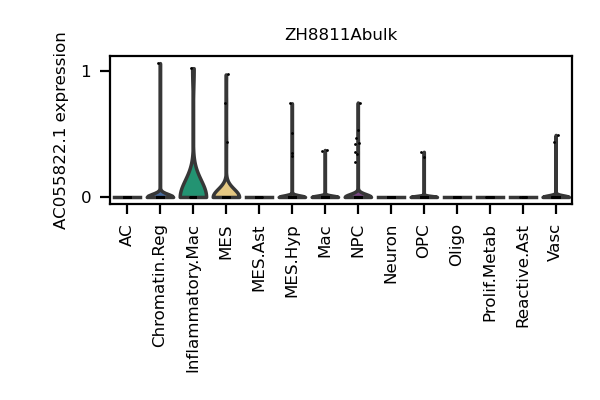 ZH8811Abulk
AC055822.1 expression
1
0
AC
Chromatin.Reg
Inflammatory.Mac
MES
MES.Ast
MES.Hyp
Mac
NPC
Neuron
OPC
Oligo
Prolif.Metab
Reactive.Ast
Vasc